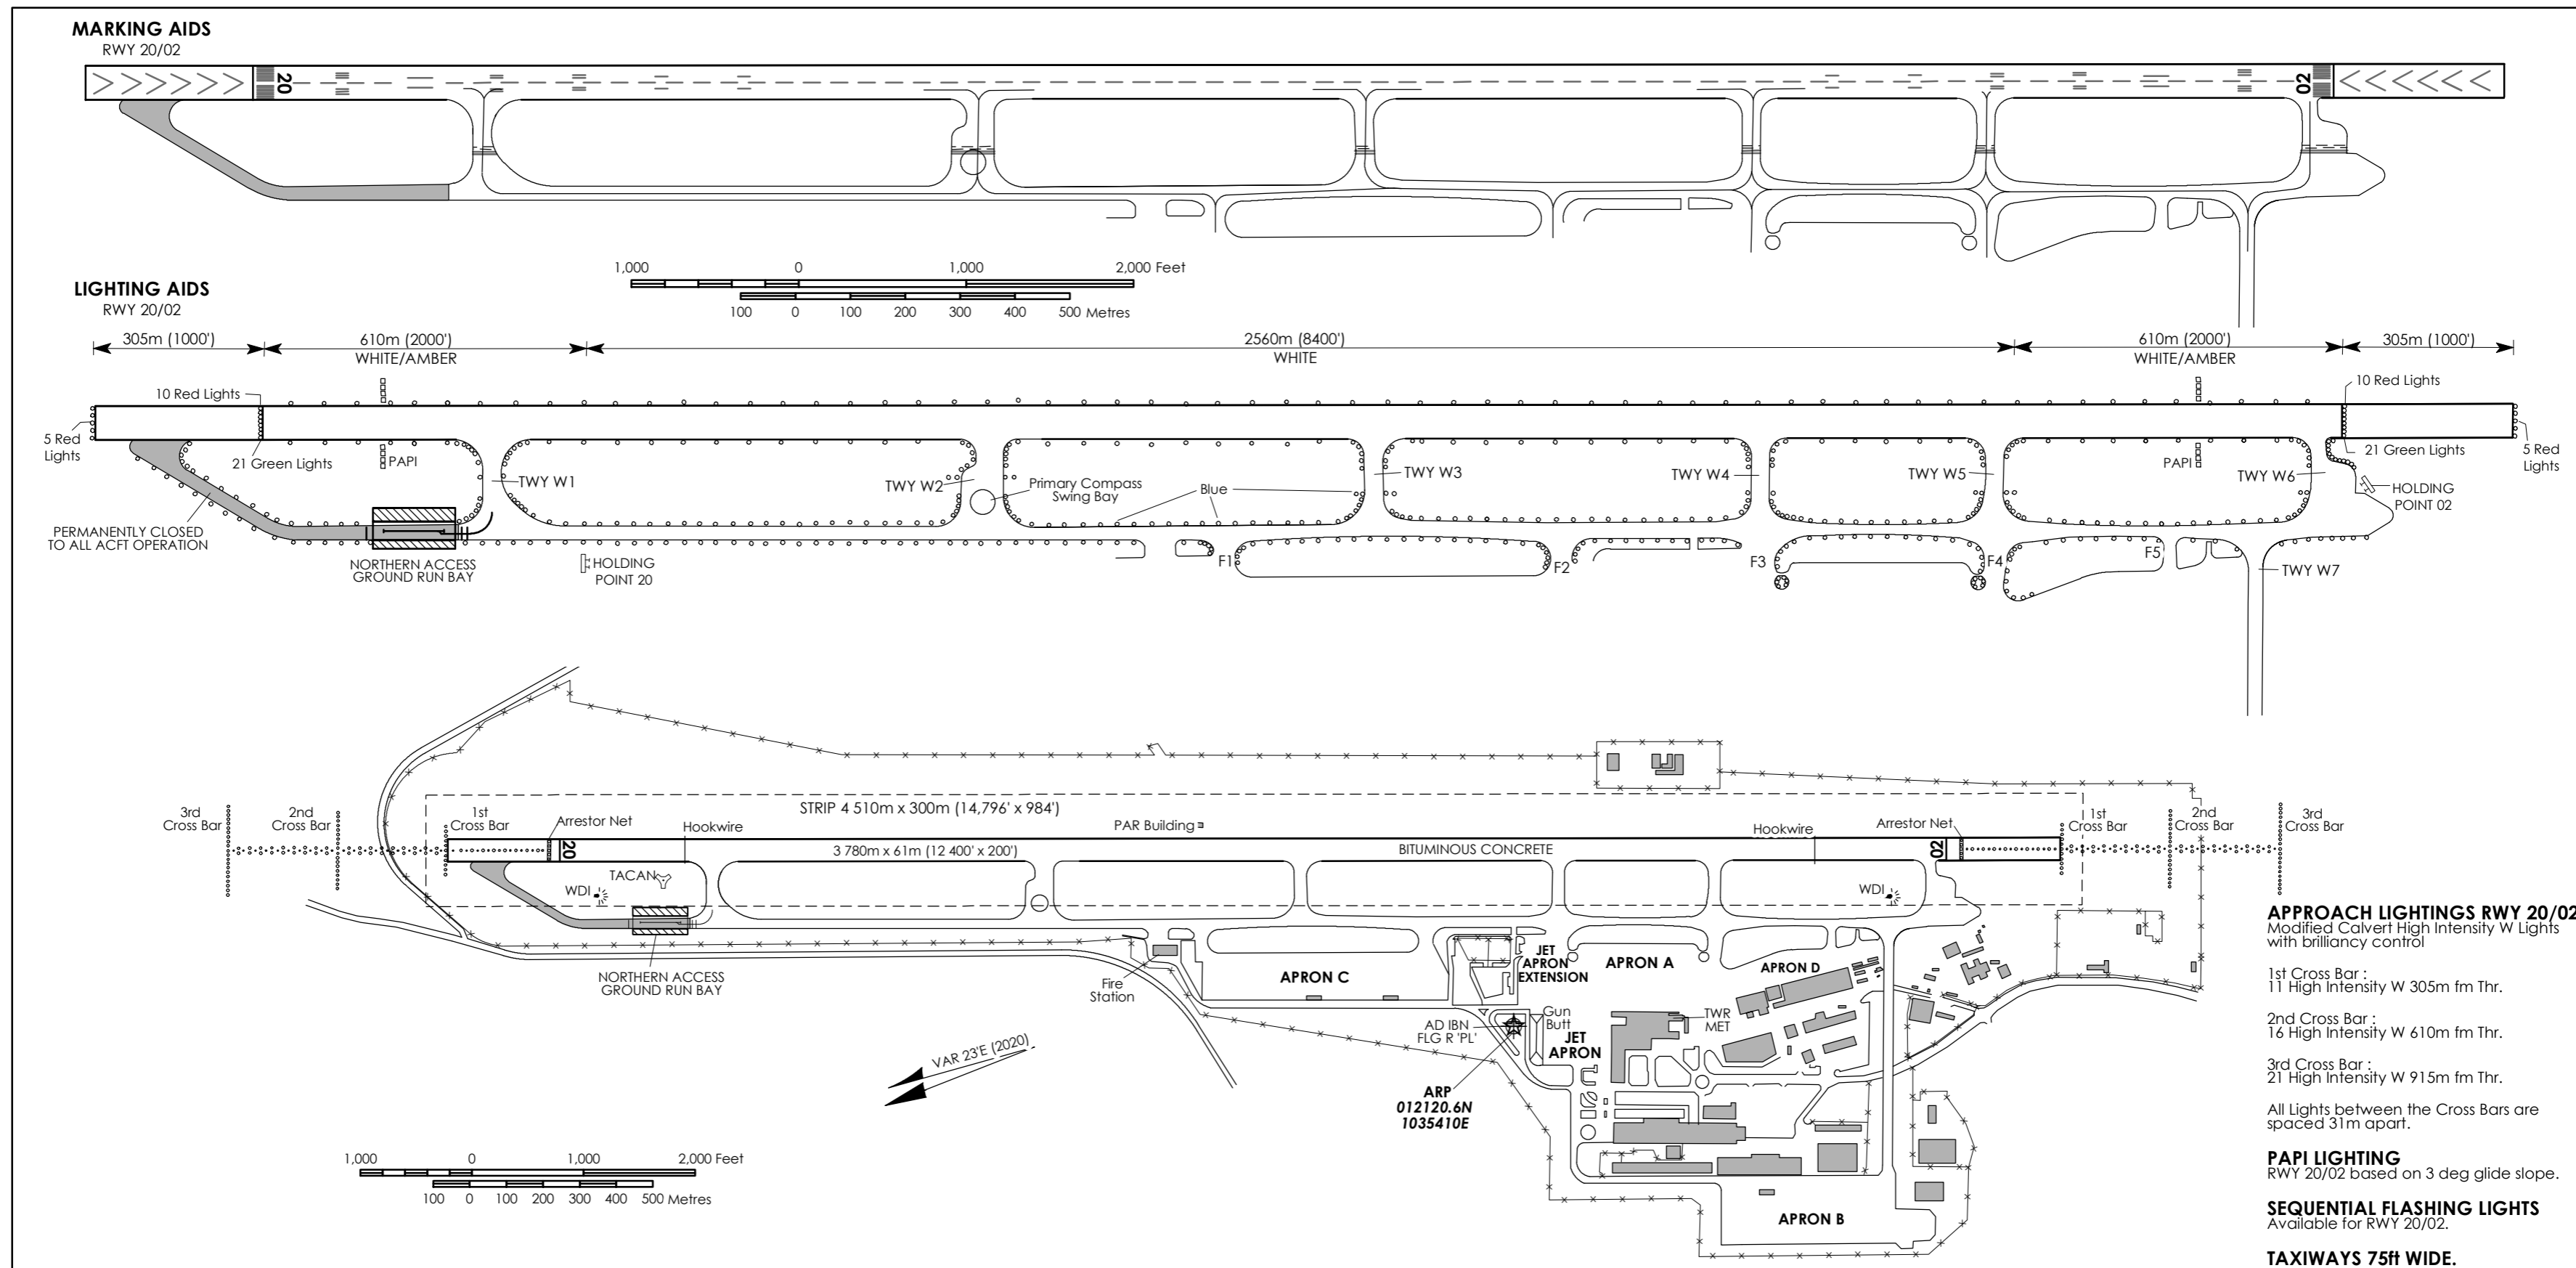 MARKING AIDS
RWY 20/02
20
02
1,000 0 1,000 2,000 Feet
100 0 100 200 300 400 500 Metres
LIGHTING AIDS
RWY 20/02
305m (1000')
610m (2000')
WHITE/AMBER
2560m (8400')
WHITE
610m (2000')
WHITE/AMBER
305m (1000')
10 Red Lights
10 Red Lights
5 Red
Lights
21 Green Lights
PAPI
TWY W1
TWY W2
Primary Compass
Swing Bay
Blue
TWY W3
TWY W4
TWY W5
PAPI
TWY W6
21 Green Lights
5 Red
Lights
HOLDING
POINT 02
PERMANENTLY CLOSED
TO ALL ACFT OPERATION
NORTHERN ACCESS
GROUND RUN BAY
HOLDING
POINT 20
F1
F2
F3
F4
F5
TWY W7
3rd
Cross Bar
2nd
Cross Bar
1st
Cross Bar
Arrestor Net
Hookwire
STRIP 4 510m x 300m (14,796' x 984')
PAR Building
Hookwire
Arrestor Net
1st
Cross Bar
2nd
Cross Bar
3rd
Cross Bar
20
3 780m x 61m (12 400' x 200')
BITUMINOUS CONCRETE
02
WDI
TACAN
WDI
NORTHERN ACCESS
GROUND RUN BAY
Fire
Station
APRON C
JET
APRON
EXTENSION
APRON A
APRON D
AD IBN
FLG R 'PL'
Gun
Butt
JET
APRON
TWR
MET
VAR 23'E (2020)
ARP
012120.6N
1035410E
APRON B
1,000 0 1,000 2,000 Feet
100 0 100 200 300 400 500 Metres
APPROACH LIGHTINGS RWY 20/02
Modified Calvert High Intensity W Lights
with brilliancy control
1st Cross Bar :
11 High Intensity W 305m fm Thr.
2nd Cross Bar :
16 High Intensity W 610m fm Thr.
3rd Cross Bar :
21 High Intensity W 915m fm Thr.
All Lights between the Cross Bars are
spaced 31m apart.
PAPI LIGHTING
RWY 20/02 based on 3 deg glide slope.
SEQUENTIAL FLASHING LIGHTS
Available for RWY 20/02.
TAXIWAYS 75ft WIDE.